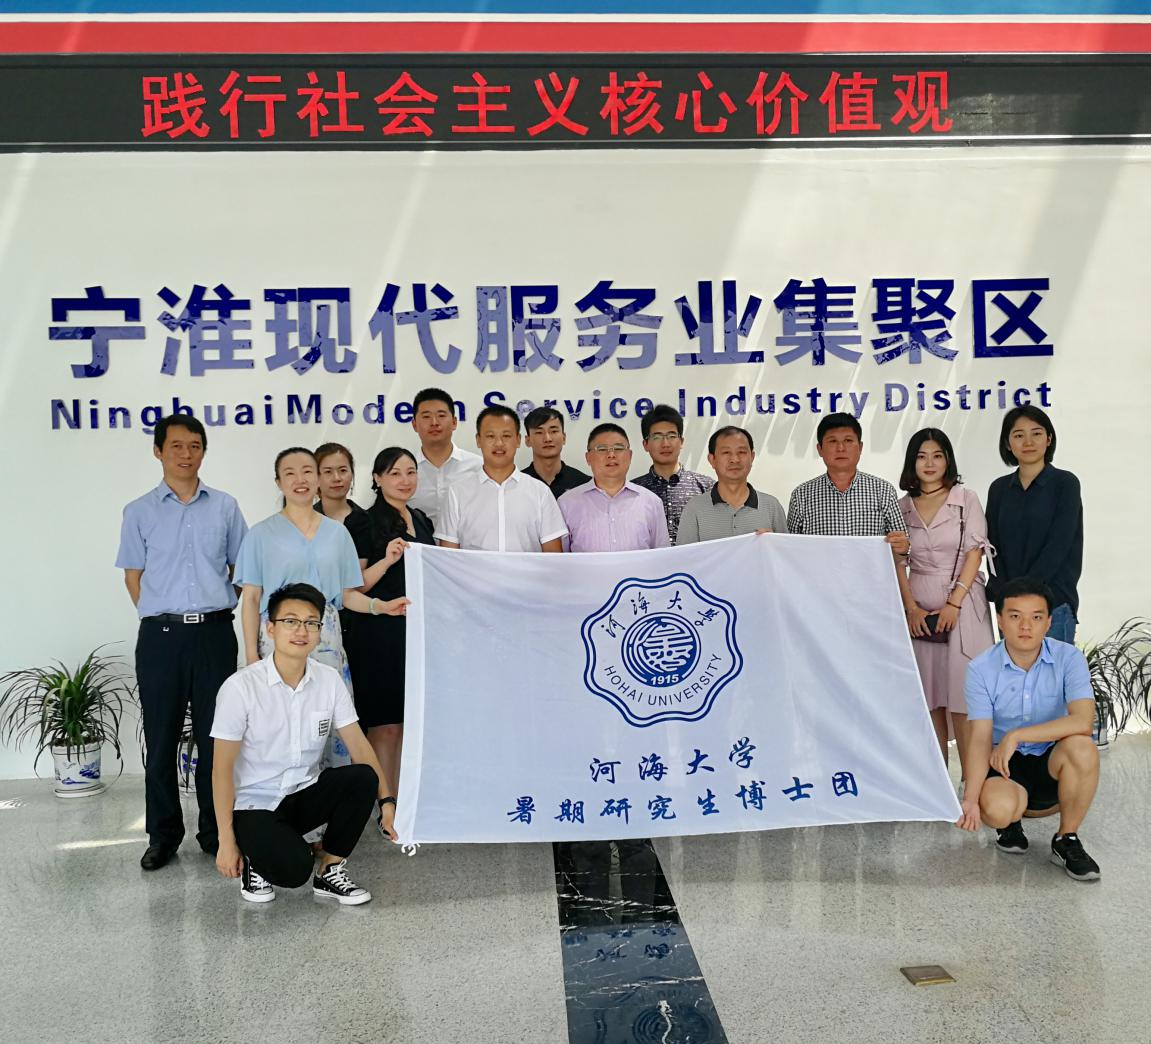 践行社会主义核心价值观
宁淮现代服务业集聚区
Ninghuai Modern Service Industry District
河海大学
1915
HOHAI UNIVERSITY
河海大学
暑期研究生博士团